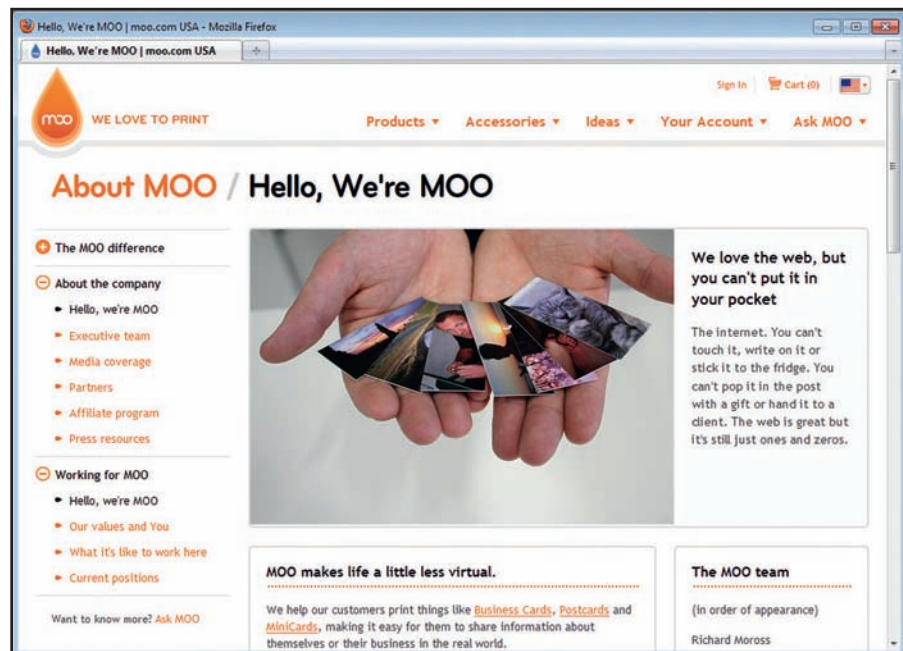 Hello, We're MOO | moo.com USA - Mozilla Firefox
Hello, We're MOO | moo.com USA
Sign In
Cart (0)
moo
WE LOVE TO PRINT
Products
Accessories
Ideas
Your Account
Ask MOO
About MOO / Hello, We're MOO
The MOO difference
About the company
Hello, we're MOO
Executive team
Media coverage
Partners
Affiliate program
Press resources
Working for MOO
Hello, we're MOO
Our values and You
What it's like to work here
Current positions
Want to know more? Ask MOO
We love the web, but
you can't put it in
your pocket
The internet. You can't
touch it, write on it or
stick it to the fridge. You
can't pop it in the post
with a gift or hand it to a
client. The web is great but
it's still just ones and zeros.
MOO makes life a little less virtual.
We help our customers print things like Business Cards, Postcards and
MiniCards, making it easy for them to share information about
themselves or their business in the real world.
The MOO team
(in order of appearance)
Richard Moross